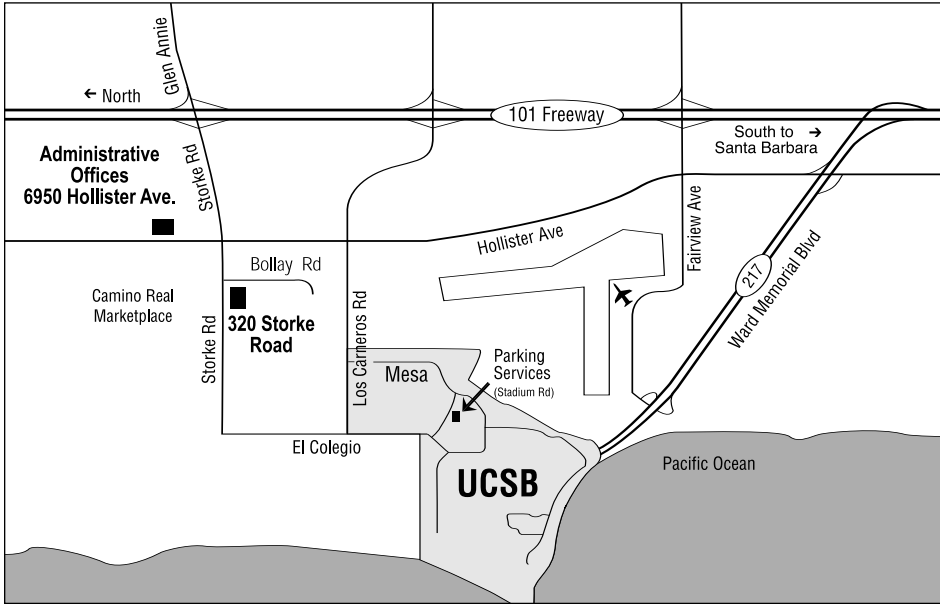 Glen Annie
← North
101 Freeway
South to →
Santa Barbara
Administrative
Offices
6950 Hollister Ave.
Storke Rd
Hollister Ave
Fairview Ave
217
Ward Memorial Blvd
Bollay Rd
Camino Real
Marketplace
320 Storke
Road
Storke Rd
Los Carneros Rd
Mesa
Parking
Services
(Stadium Rd)
El Colegio
UCSB
Pacific Ocean